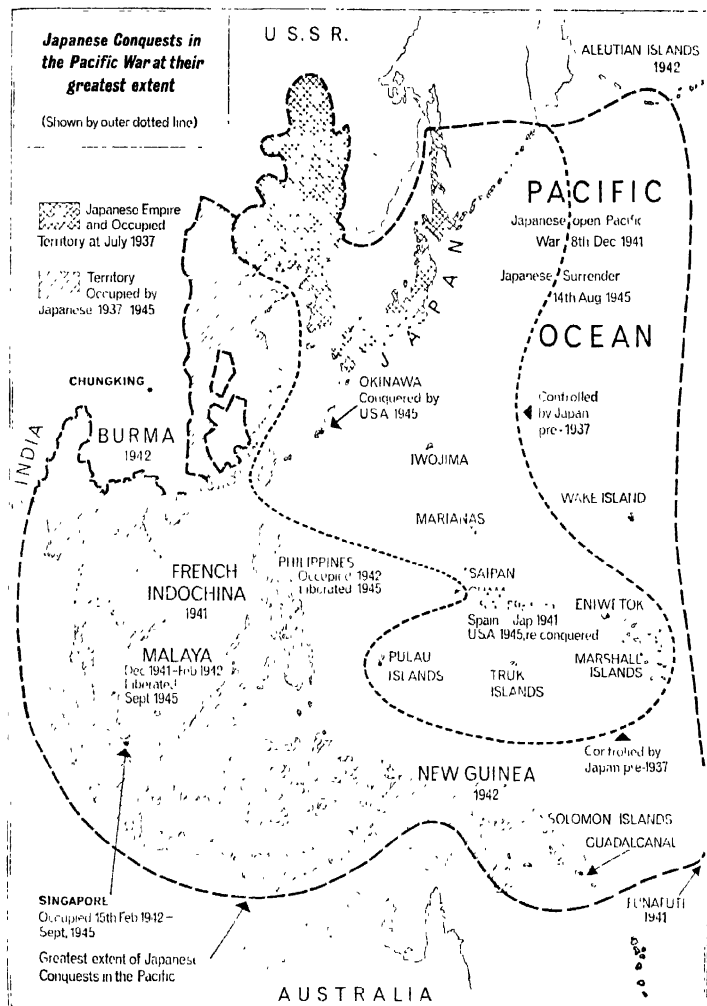 Japanese Conquests in
the Pacific War at their
greatest extent
(Shown by outer dotted line)
U.S.S.R.
ALEUTIAN ISLANDS
1942
Japanese Empire
and Occupied
Territory at July 1937
Territory
Occupied by
Japanese 1937-1945
PACIFIC
Japanese open Pacific
War 8th Dec 1941
Japanese Surrender
14th Aug 1945
OCEAN
JAPAN
CHUNGKING
OKINAWA
Conquered by
USA 1945
Controlled
by Japan
pre-1937
INDIA
BURMA
1942
IWOJIMA
WAKE ISLAND
MARIANAS
FRENCH
INDOCHINA
1941
PHILIPPINES
Occupied 1942
Liberated 1945
SAIPAN
GUAM
Spain Jap 1941
USA 1945, re conquered
ENIWETOK
MALAYA
Dec 1941-Feb 1942
Liberated
Sept 1945
PULAU
ISLANDS
TRUK
ISLANDS
MARSHALL
ISLANDS
Controlled by
Japan pre-1937
NEW GUINEA
1942
SOLOMON ISLANDS
GUADALCANAL
SINGAPORE
Occupied 15th Feb 1942-
Sept, 1945
FUNAFUTI
1941
Greatest extent of Japanese
Conquests in the Pacific
AUSTRALIA